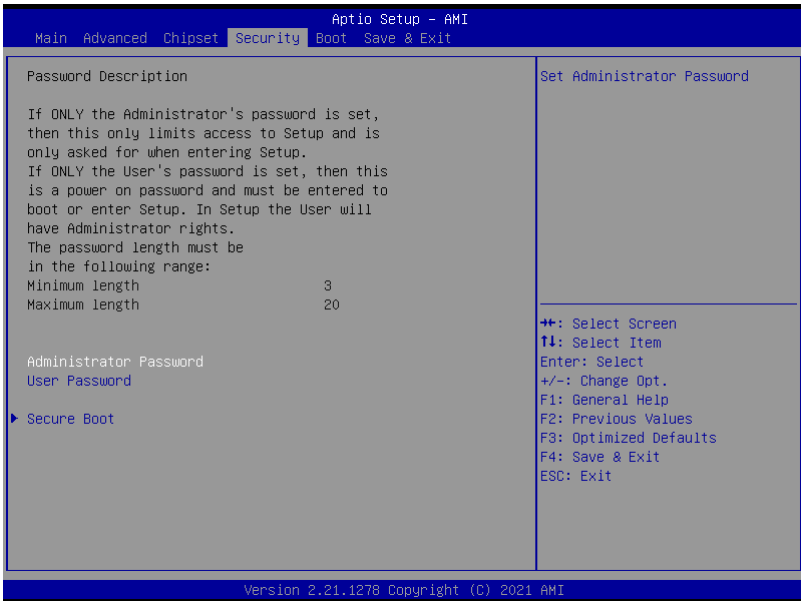 Aptio Setup – AMI
Main Advanced Chipset Security Boot Save & Exit
Password Description
If ONLY the Administrator's password is set,
then this only limits access to Setup and is
only asked for when entering Setup.
If ONLY the User's password is set, then this
is a power on password and must be entered to
boot or enter Setup. In Setup the User will
have Administrator rights.
The password length must be
in the following range:
Minimum length 3
Maximum length 20
Administrator Password
User Password
Secure Boot
Set Administrator Password
→←: Select Screen
↑↓: Select Item
Enter: Select
+/-: Change Opt.
F1: General Help
F2: Previous Values
F3: Optimized Defaults
F4: Save & Exit
ESC: Exit
Version 2.21.1278 Copyright (C) 2021 AMI